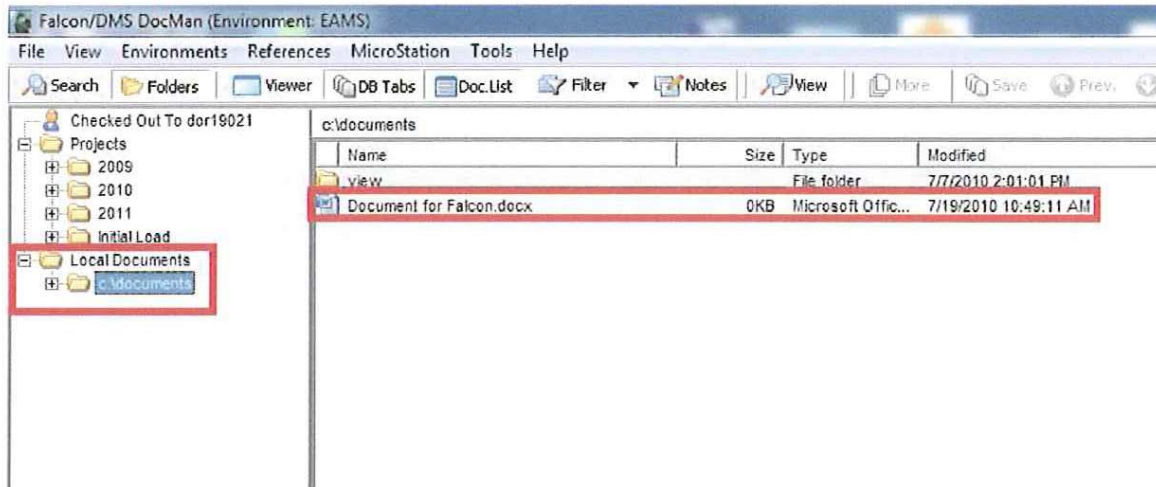 Falcon/DMS DocMan (Environment: EAMS)
File View Environments References MicroStation Tools Help
Search Folders Viewer DB Tabs Doc.List Filter Notes View More Save Prev.
Checked Out To dor19021
Projects
2009
2010
2011
Initial Load
Local Documents
c:\documents
c:\documents
Name Size Type Modified
view File folder 7/7/2010 2:01:01 PM
Document for Falcon.docx 0KB Microsoft Offic... 7/19/2010 10:49:11 AM